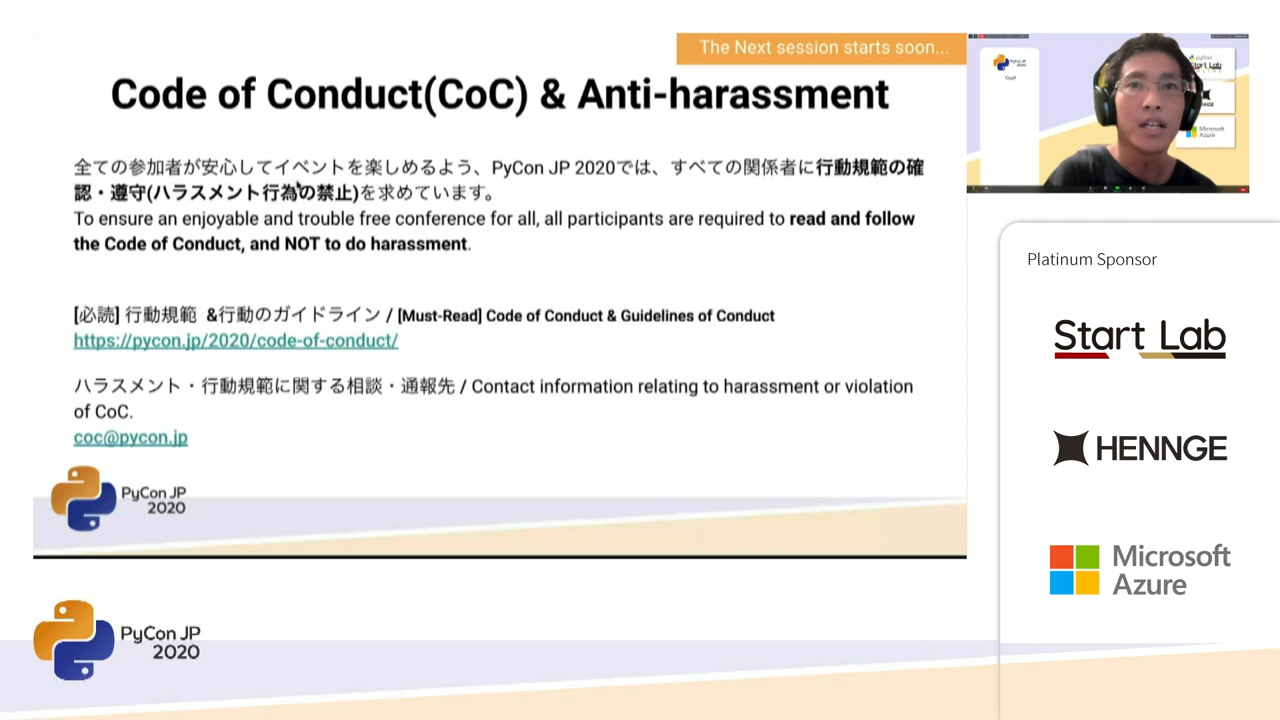 The Next session starts soon...
Code of Conduct(CoC) & Anti-harassment
全ての参加者が安心してイベントを楽しめるよう、PyCon JP 2020では、すべての関係者に行動規範の確
認・遵守(ハラスメント行為の禁止)を求めています。
To ensure an enjoyable and trouble free conference for all, all participants are required to read and follow
the Code of Conduct, and NOT to do harassment.
[必読] 行動規範 &行動のガイドライン / [Must-Read] Code of Conduct & Guidelines of Conduct
https://pycon.jp/2020/code-of-conduct/
ハラスメント・行動規範に関する相談・通報先 / Contact information relating to harassment or violation
of CoC.
coc@pycon.jp
PyCon JP
2020
PyCon JP
2020
Staff
python
Start Lab
Microsoft
Azure
Platinum Sponsor
Start Lab
HENNGE
Microsoft
Azure
PyCon JP
2020